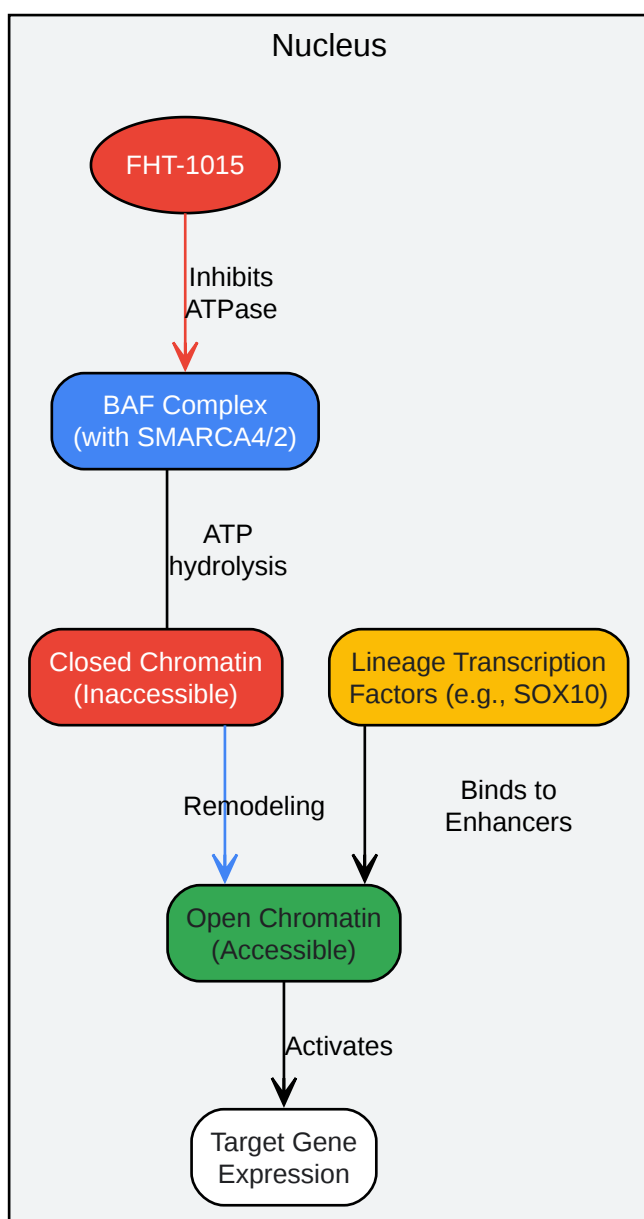 Nucleus
FHT-1015
Inhibits
ATPase
BAF Complex
(with SMARCA4/2)
ATP
hydrolysis
Closed Chromatin
(Inaccessible)
Lineage Transcription
Factors (e.g., SOX10)
Remodeling
Binds to
Enhancers
Open Chromatin
(Accessible)
Activates
Target Gene
Expression